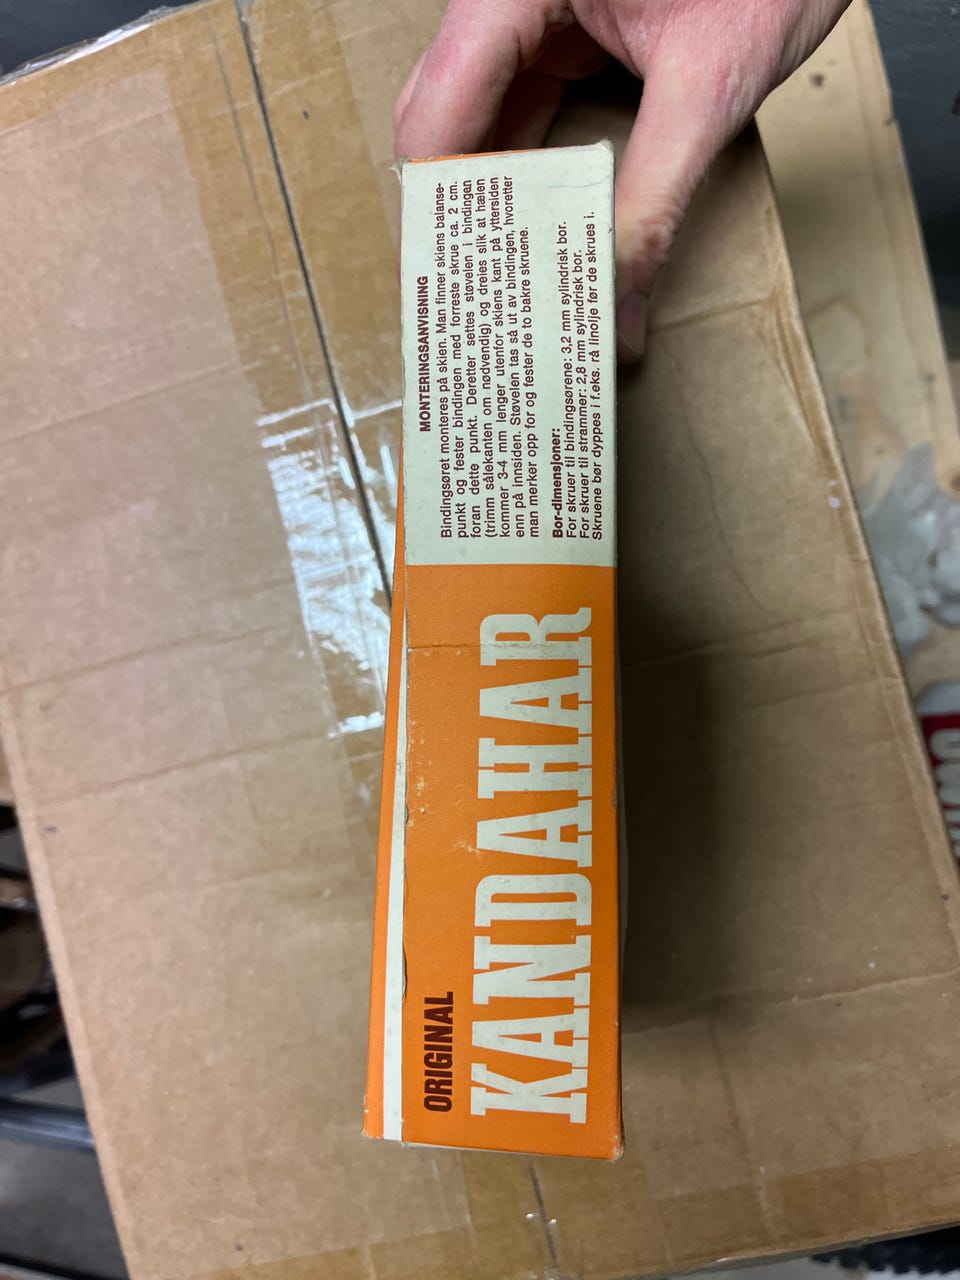 ORIGINAL
KANDAHAR
MONTERINGSANVISNING
Bindingsøret monteres på skien. Man finner skiens balanse-
punkt og fester bindingen med forreste skrue ca. 2 cm.
foran dette punkt. Deretter settes støvelen i bindingen
(trimm sålekanten om nødvendig) og dreies slik at hælen
kommer 3-4 mm lenger utenfor skiens kant på yttersiden
enn på innsiden. Støvelen tas så ut av bindingen, hvoretter
man merker opp for og fester de to bakre skruene.
Bor-dimensjoner:
For skruer til bindingsørene: 3,2 mm sylindrisk bor.
For skruer til strammer: 2,8 mm sylindrisk bor.
Skruene bør dyppes i f.eks. rå linolje før de skrues i.